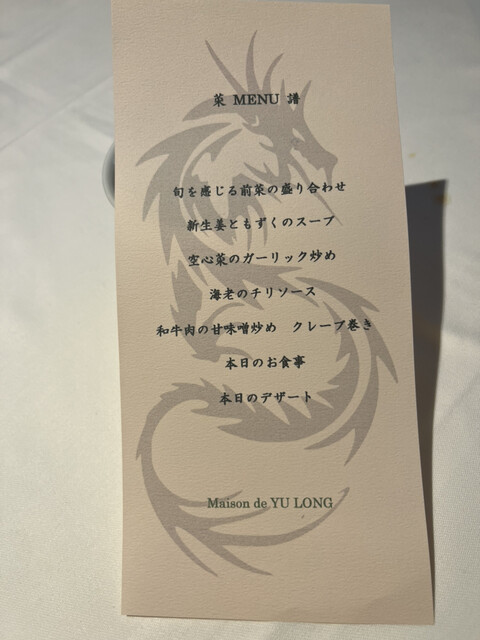 菜 MENU 譜
旬を感じる前菜の盛り合わせ
新生姜ともずくのスープ
空心菜のガーリック炒め
海老のチリソース
和牛肉の甘味噌炒め　クレープ巻き
本日のお食事
本日のデザート
Maison de YU LONG